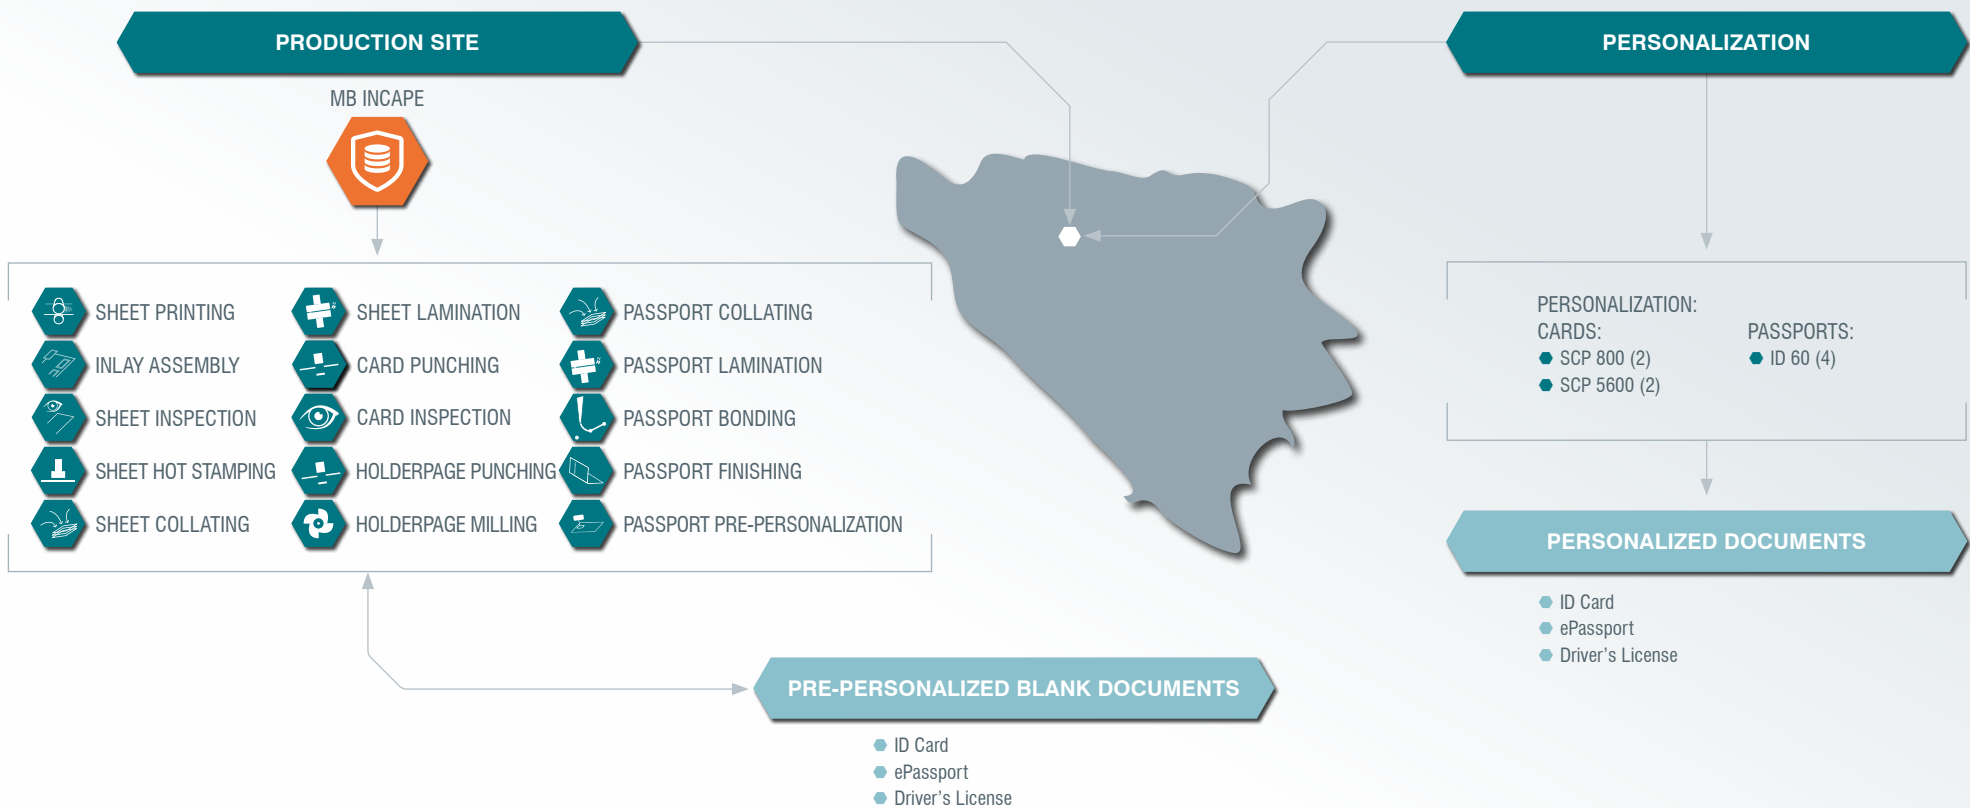 PRODUCTION SITE
MB INCAPE
SHEET PRINTING
INLAY ASSEMBLY
SHEET INSPECTION
SHEET HOT STAMPING
SHEET COLLATING
SHEET LAMINATION
CARD PUNCHING
CARD INSPECTION
HOLDERPAGE PUNCHING
HOLDERPAGE MILLING
PASSPORT COLLATING
PASSPORT LAMINATION
PASSPORT BONDING
PASSPORT FINISHING
PASSPORT PRE-PERSONALIZATION
PRE-PERSONALIZED BLANK DOCUMENTS
ID Card
ePassport
Driver's License
PERSONALIZATION
PERSONALIZATION:
CARDS:
SCP 800 (2)
SCP 5600 (2)
PASSPORTS:
ID 60 (4)
PERSONALIZED DOCUMENTS
ID Card
ePassport
Driver's License